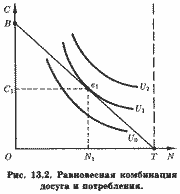 C
B
C₁
e₁
U₂
U₁
U₀
O
N₁
T
N
Рис. 13.2. Равновесная комбинация
досуга и потребления.